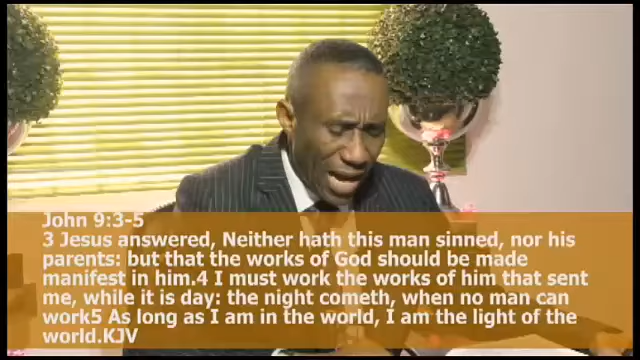 John 9:3-5
3 Jesus answered, Neither hath this man sinned, nor his
parents: but that the works of God should be made
manifest in him.4 I must work the works of him that sent
me, while it is day: the night cometh, when no man can
work5 As long as I am in the world, I am the light of the
world.KJV